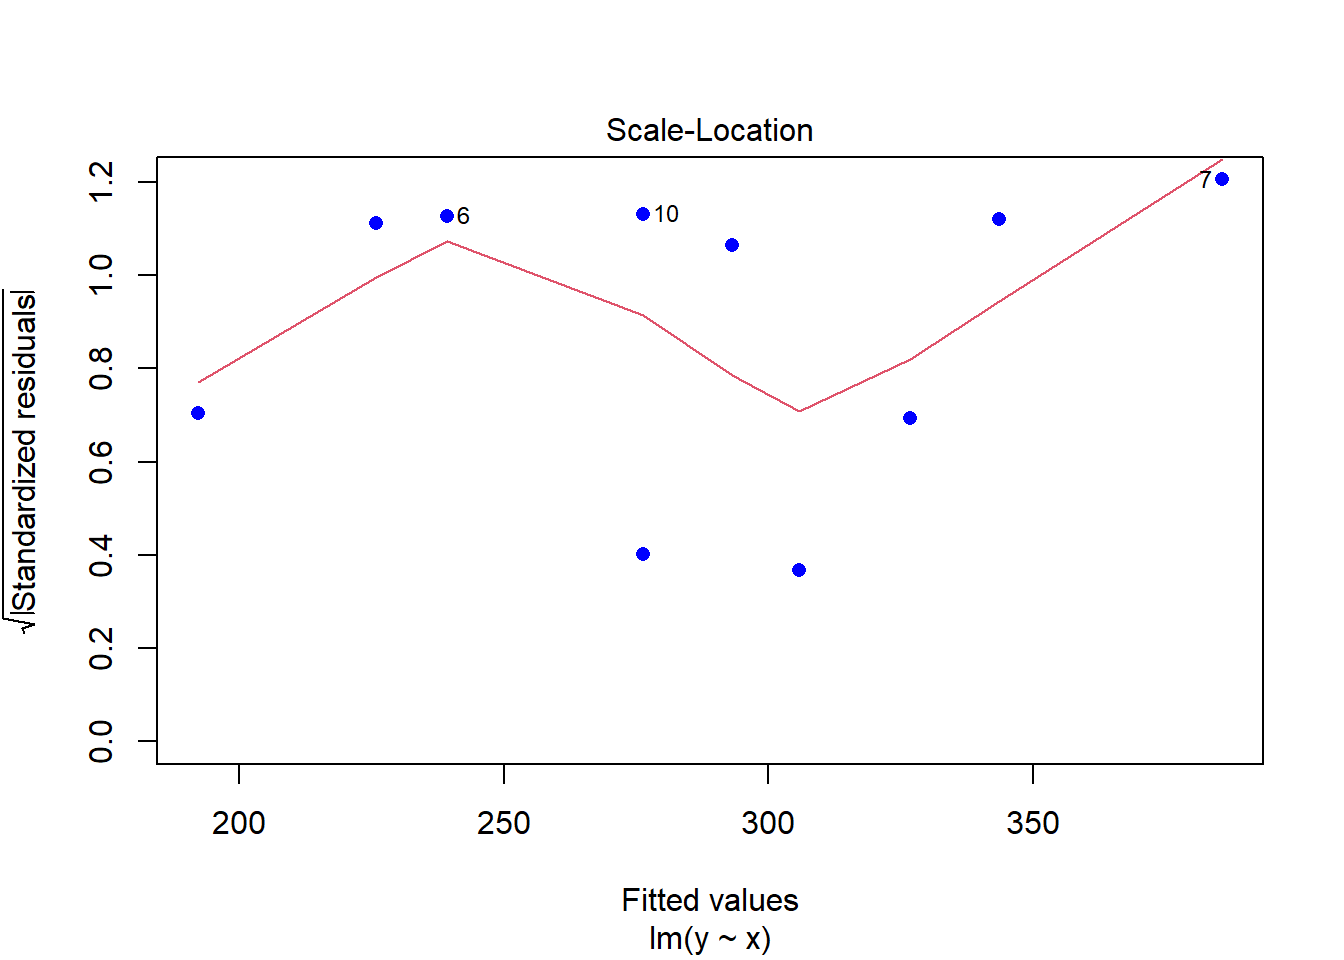 Scale-Location
√|Standardized residuals|
1.2
1.0
0.8
0.6
0.4
0.2
0.0
6
10
7
200 250 300 350
Fitted values
lm(y ~ x)